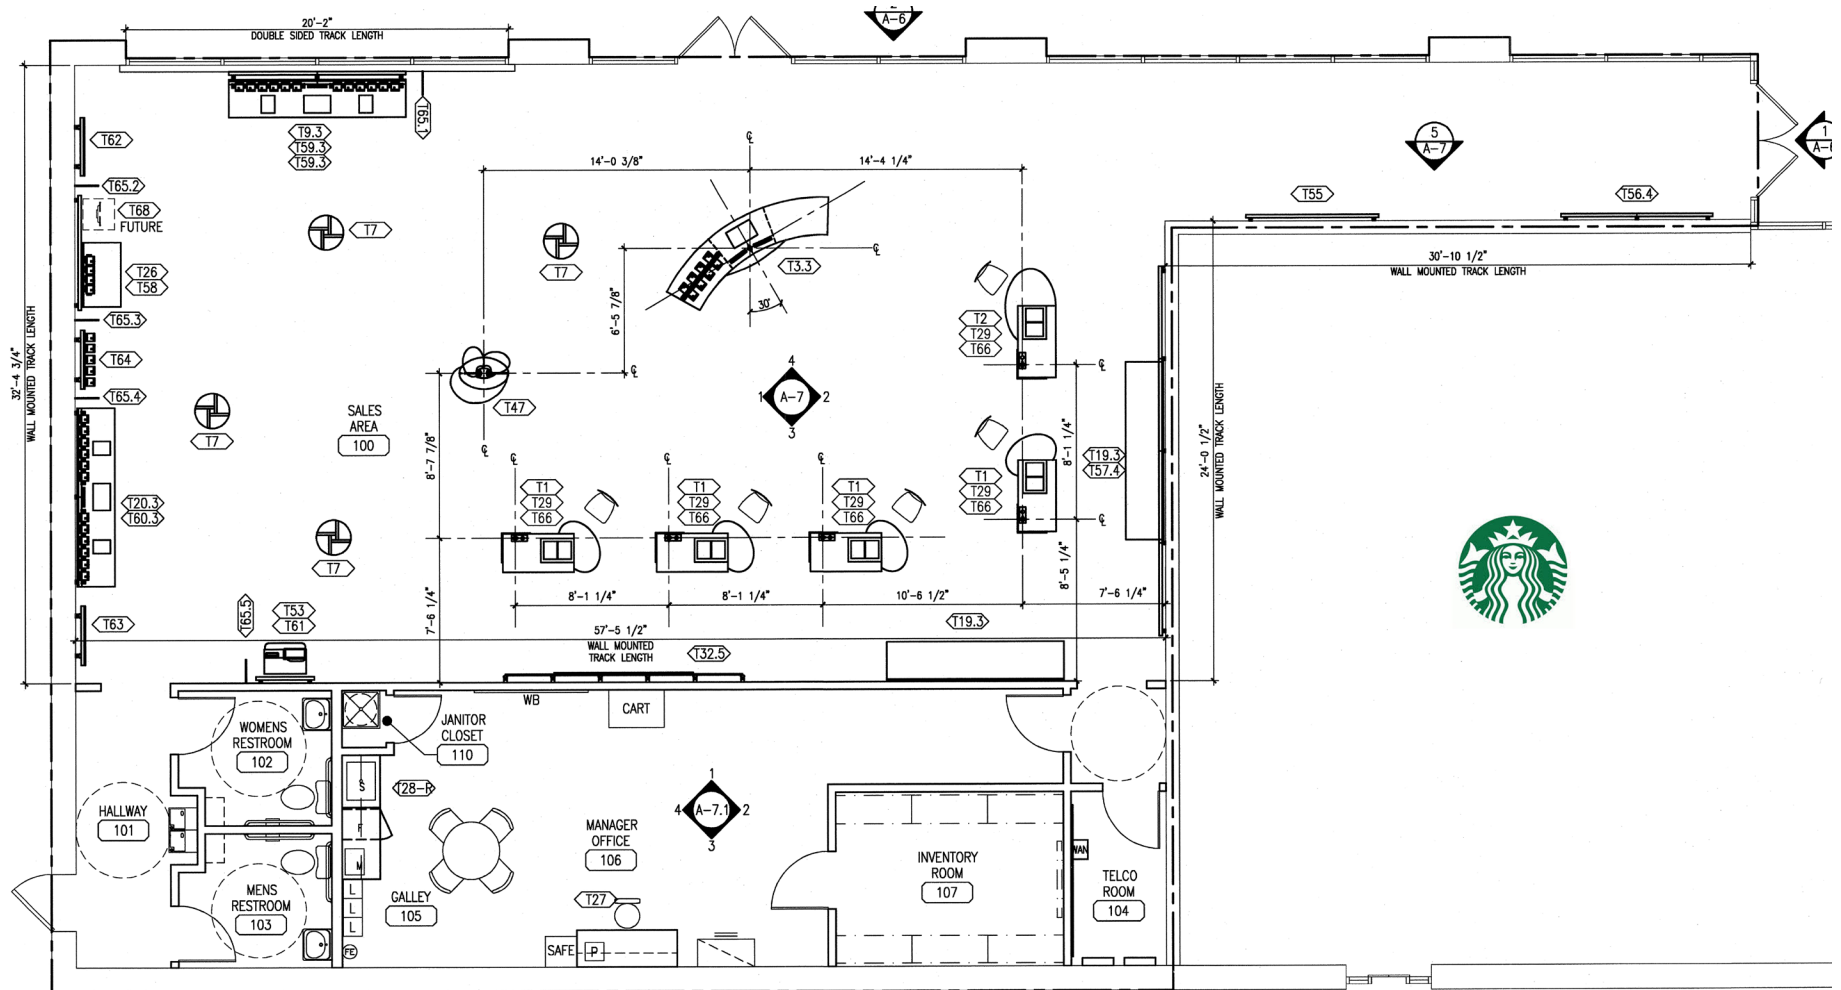 20'-2"
DOUBLE SIDED TRACK LENGTH
2
A-6
T65.1
T9.3
T59.3
T59.3
T62
T65.2
T68
FUTURE
T7
T7
T26
T58
T65.3
T64
T65.4
T7
32'-4 3/4"
WALL MOUNTED TRACK LENGTH
14'-0 3/8"
14'-4 1/4"
5
A-7
1
A-6
T55
T56.4
30'-10 1/2"
WALL MOUNTED TRACK LENGTH
T3.3
30°
6'-5 7/8"
T2
T29
T66
T47
4
1 A-7 2
3
SALES
AREA
100
8'-7 7/8"
8'-1 1/4"
T19.3
T57.4
24'-0 1/2"
WALL MOUNTED TRACK LENGTH
T20.3
T60.3
T7
T1
T29
T66
T1
T29
T66
T1
T29
T66
T1
T29
T66
8'-5 1/4"
8'-1 1/4"
8'-1 1/4"
10'-6 1/2"
7'-6 1/4"
7'-6 1/4"
T63
T65.5
T53
T61
57'-5 1/2"
WALL MOUNTED
TRACK LENGTH
T32.5
T19.3
WB
CART
JANITOR
CLOSET
110
WOMENS
RESTROOM
102
S
T28-R
F
M
L
L
L
FE
HALLWAY
101
MENS
RESTROOM
103
GALLEY
105
MANAGER
OFFICE
106
1
4 A-7.1 2
3
T27
SAFE
P
INVENTORY
ROOM
107
WAN
TELCO
ROOM
104